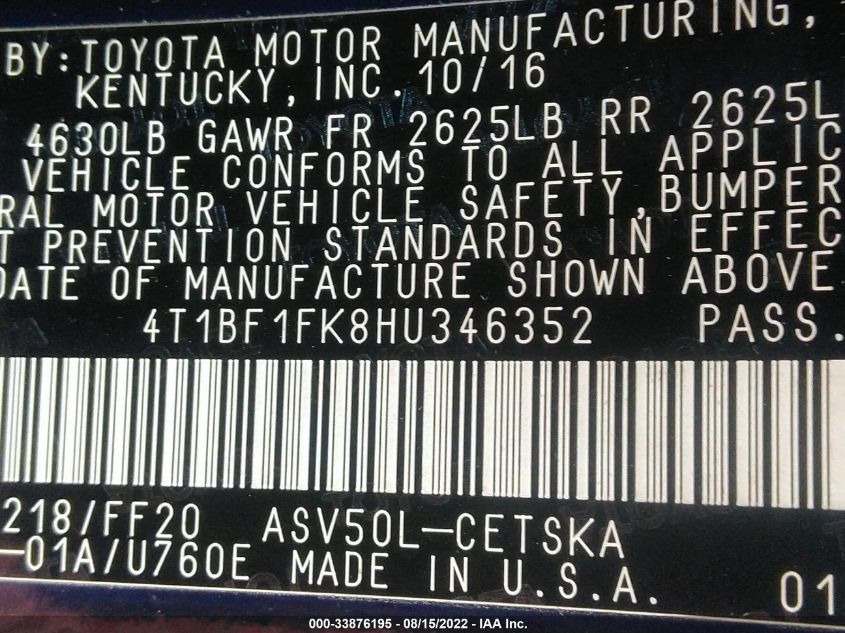 BY: TOYOTA MOTOR MANUFACTURING,
KENTUCKY, INC. 10/16
4630LB GAWR FR 2625LB RR 2625L
VEHICLE CONFORMS TO ALL APPLIC
RAL MOTOR VEHICLE SAFETY, BUMPER
T PREVENTION STANDARDS IN EFFEC
DATE OF MANUFACTURE SHOWN ABOVE
4T1BF1FK8HU346352 PASS.
218/FF20 ASV50L-CETSKA
-01A/U760E MADE IN U.S.A. 01
000-33876195 - 08/15/2022 - IAA Inc.